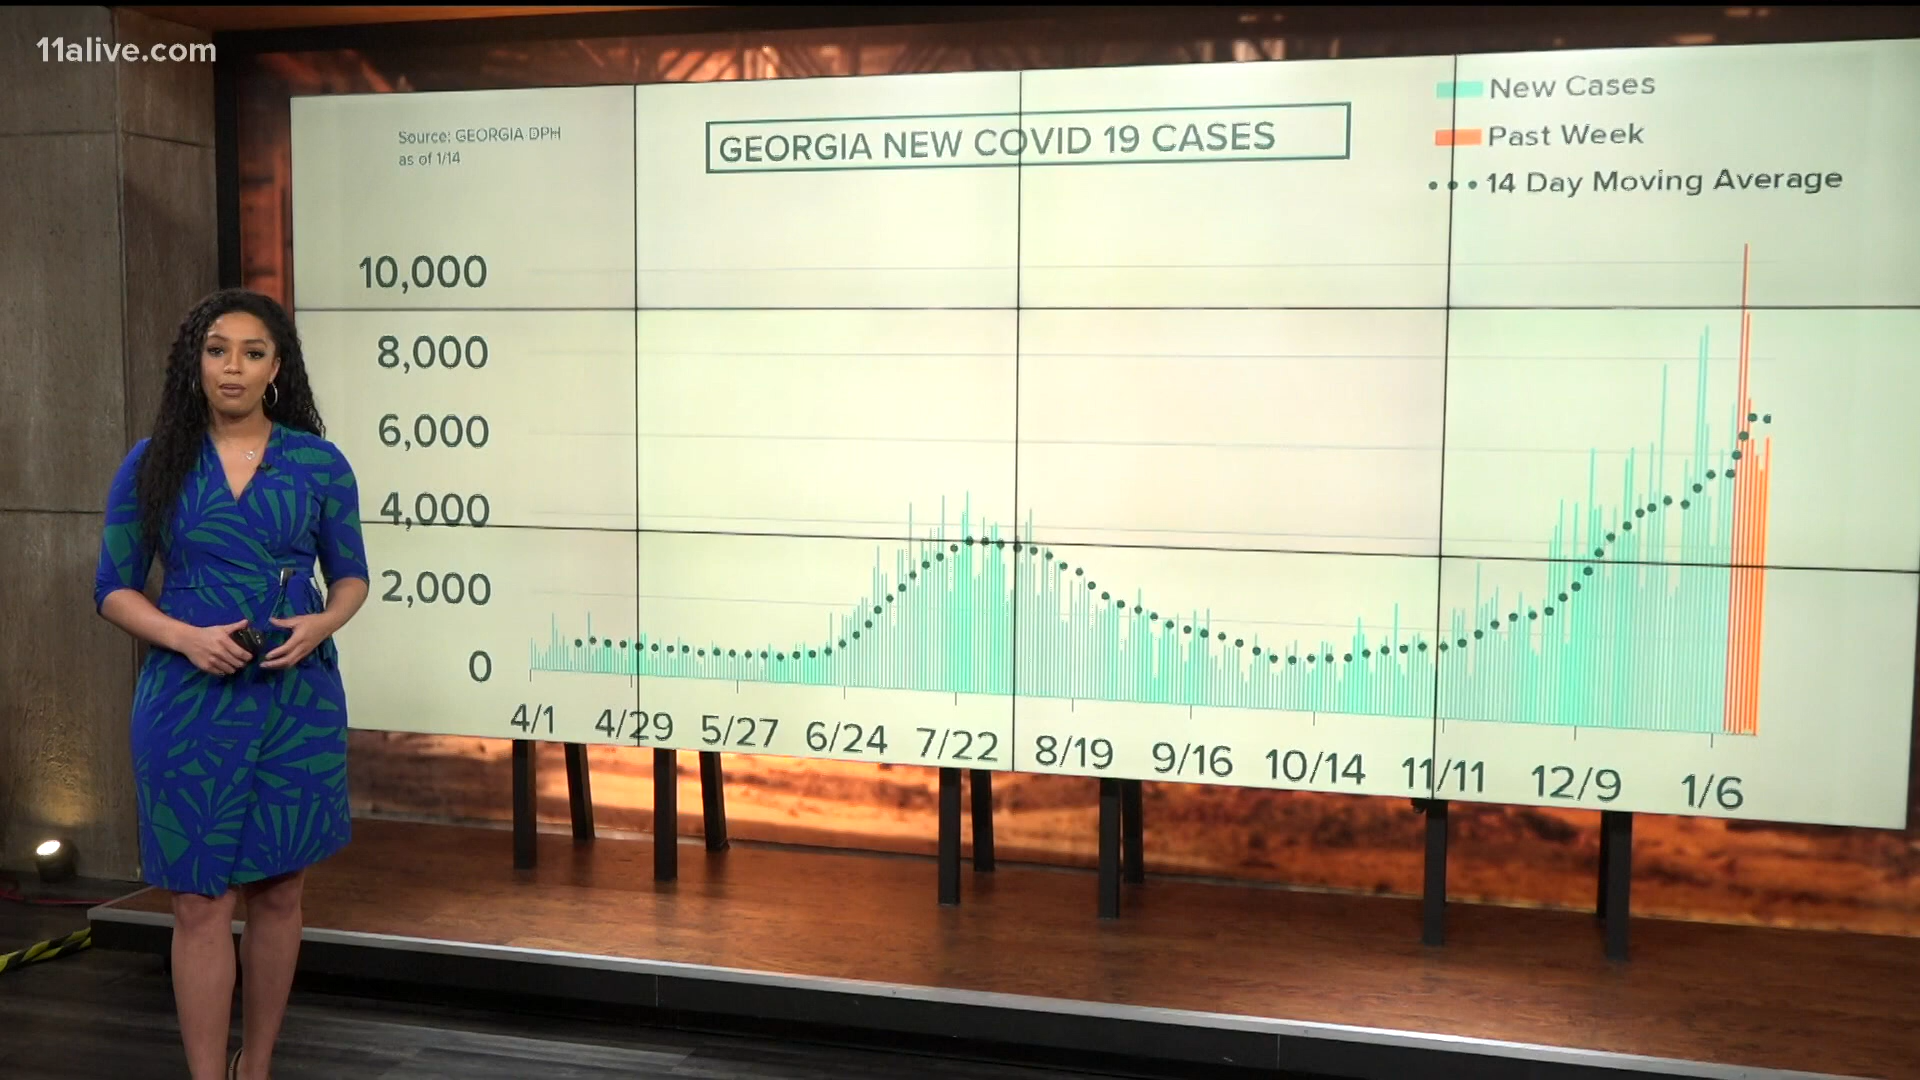 11alive.com
Source: GEORGIA DPH
as of 1/14
GEORGIA NEW COVID 19 CASES
New Cases
Past Week
14 Day Moving Average
10,000
8,000
6,000
4,000
2,000
0
4/1 4/29 5/27 6/24 7/22 8/19 9/16 10/14 11/11 12/9 1/6